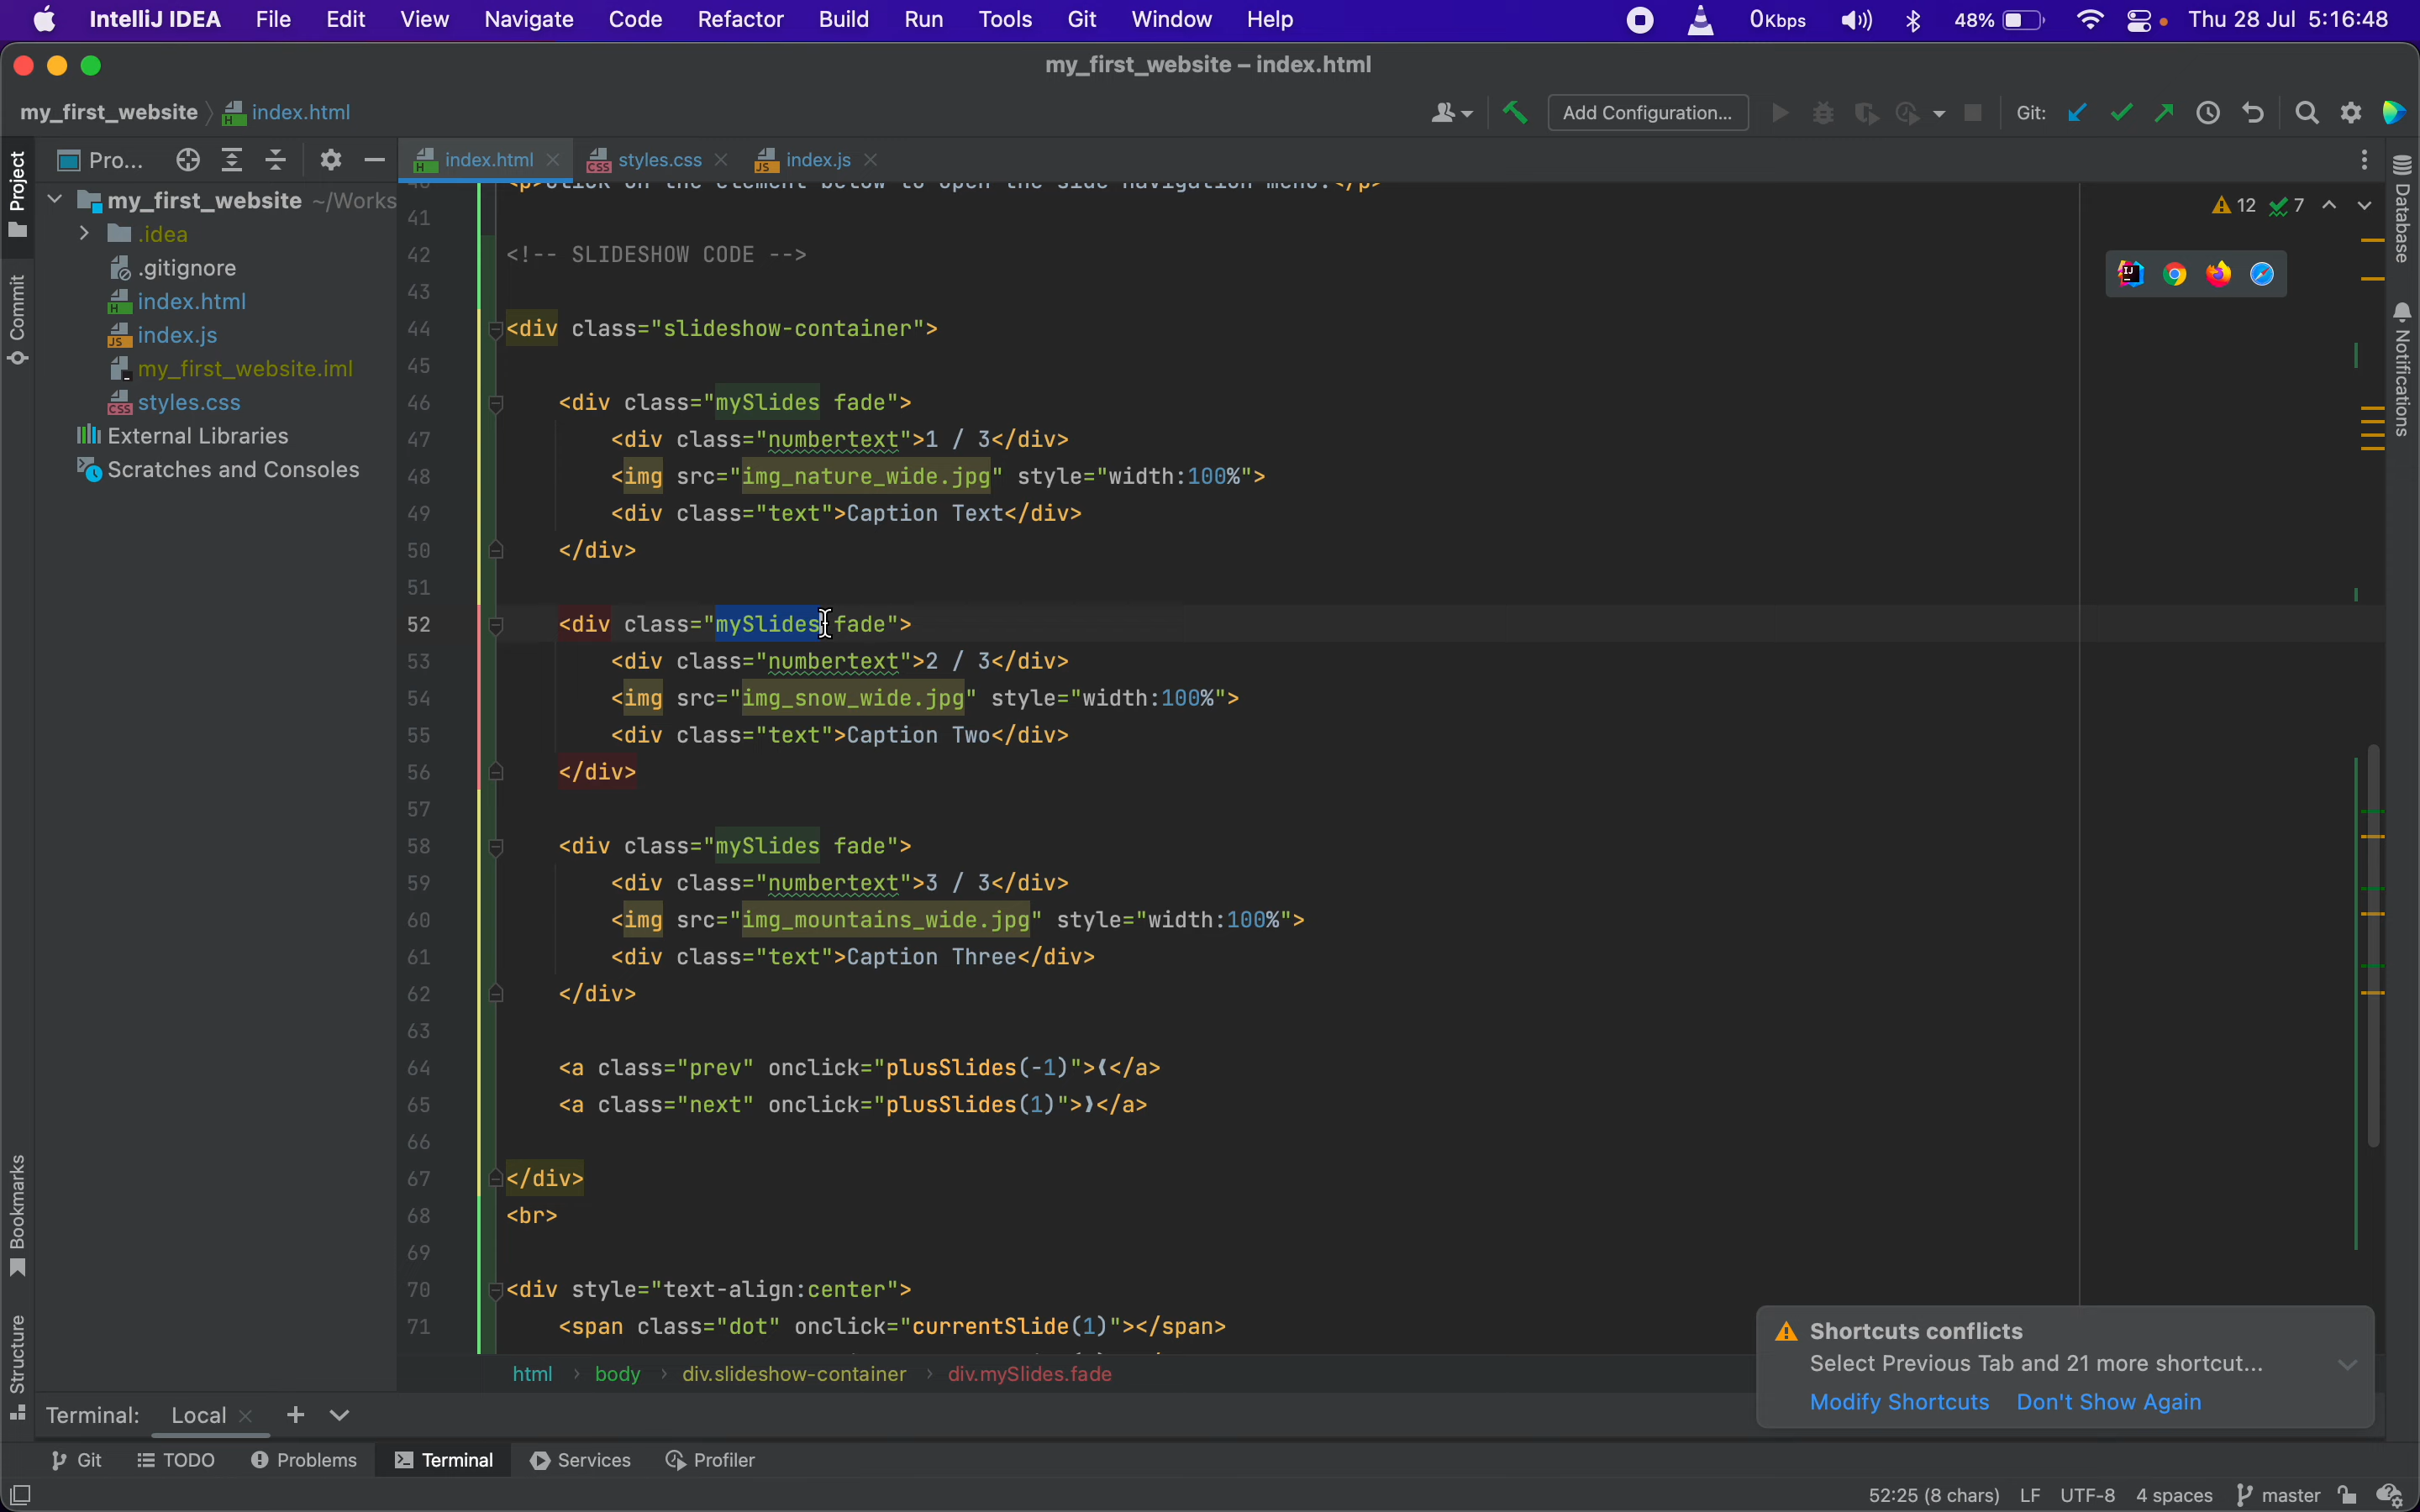 IntelliJ IDEA File Edit View Navigate Code Refactor Build Run Tools Git Window Help 0Kbps 48% Thu 28 Jul 5:16:48
my_first_website – index.html
my_first_website index.html Add Configuration... Git:
Project Pro... index.html styles.css index.js
my_first_website ~/Works
.idea
.gitignore
index.html
index.js
my_first_website.iml
styles.css
External Libraries
Scratches and Consoles
Commit
Bookmarks
Structure
<p>Click on the element below to open the side navigation menu.</p>
41
42 <!-- SLIDESHOW CODE -->
43
44 <div class="slideshow-container">
45
46 <div class="mySlides fade">
47 <div class="numbertext">1 / 3</div>
48 <img src="img_nature_wide.jpg" style="width:100%">
49 <div class="text">Caption Text</div>
50 </div>
51
52 <div class="mySlides fade">
53 <div class="numbertext">2 / 3</div>
54 <img src="img_snow_wide.jpg" style="width:100%">
55 <div class="text">Caption Two</div>
56 </div>
57
58 <div class="mySlides fade">
59 <div class="numbertext">3 / 3</div>
60 <img src="img_mountains_wide.jpg" style="width:100%">
61 <div class="text">Caption Three</div>
62 </div>
63
64 <a class="prev" onclick="plusSlides(-1)">❮</a>
65 <a class="next" onclick="plusSlides(1)">❯</a>
66
67 </div>
68 <br>
69
70 <div style="text-align:center">
71 <span class="dot" onclick="currentSlide(1)"></span>
12 7
Database
Notifications
html › body › div.slideshow-container › div.mySlides.fade
Shortcuts conflicts
Select Previous Tab and 21 more shortcut...
Modify Shortcuts Don't Show Again
Terminal: Local
Git TODO Problems Terminal Services Profiler
52:25 (8 chars) LF UTF-8 4 spaces master